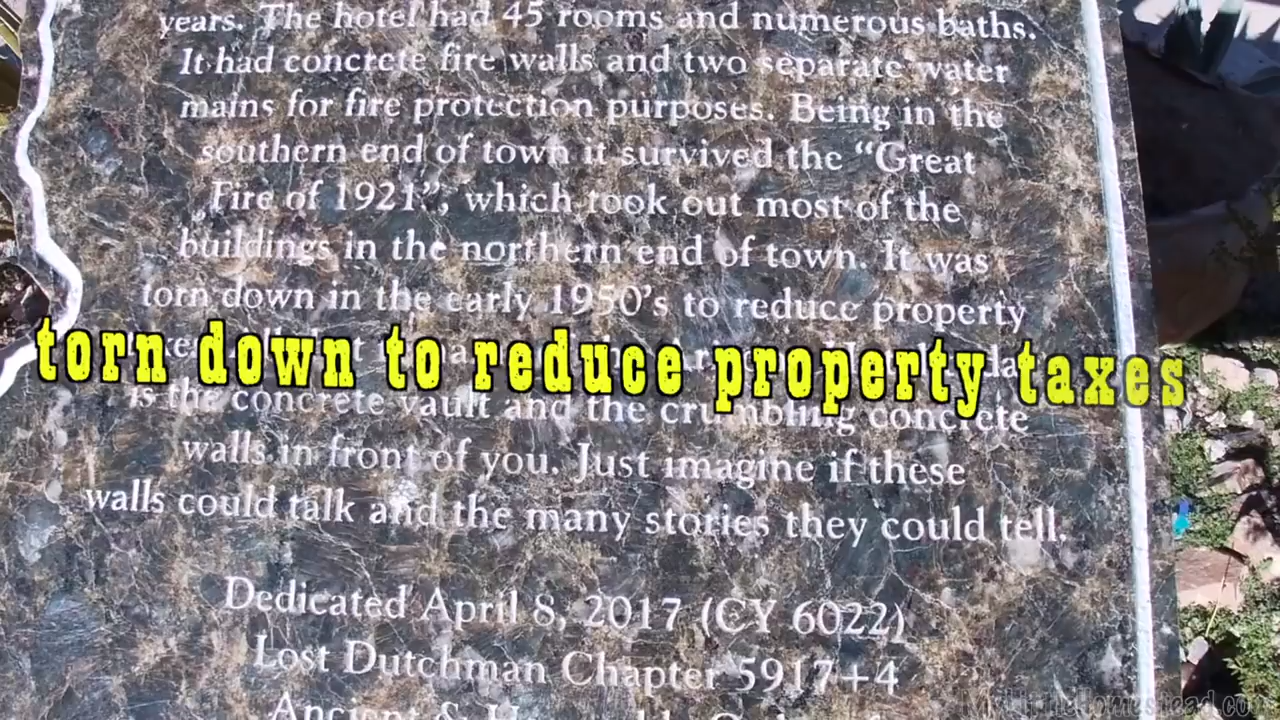 years. The hotel had 45 rooms and numerous baths.
It had concrete fire walls and two separate water
mains for fire protection purposes. Being in the
southern end of town it survived the “Great
Fire of 1921”, which took out most of the
buildings in the northern end of town. It was
torn down in the early 1950’s to reduce property
torn down to reduce property taxes
is the concrete vault and the crumbling concrete
walls in front of you. Just imagine if these
walls could talk and the many stories they could tell.
Dedicated April 8, 2017 (CY 6022)
Lost Dutchman Chapter 5917+4
Ancient &